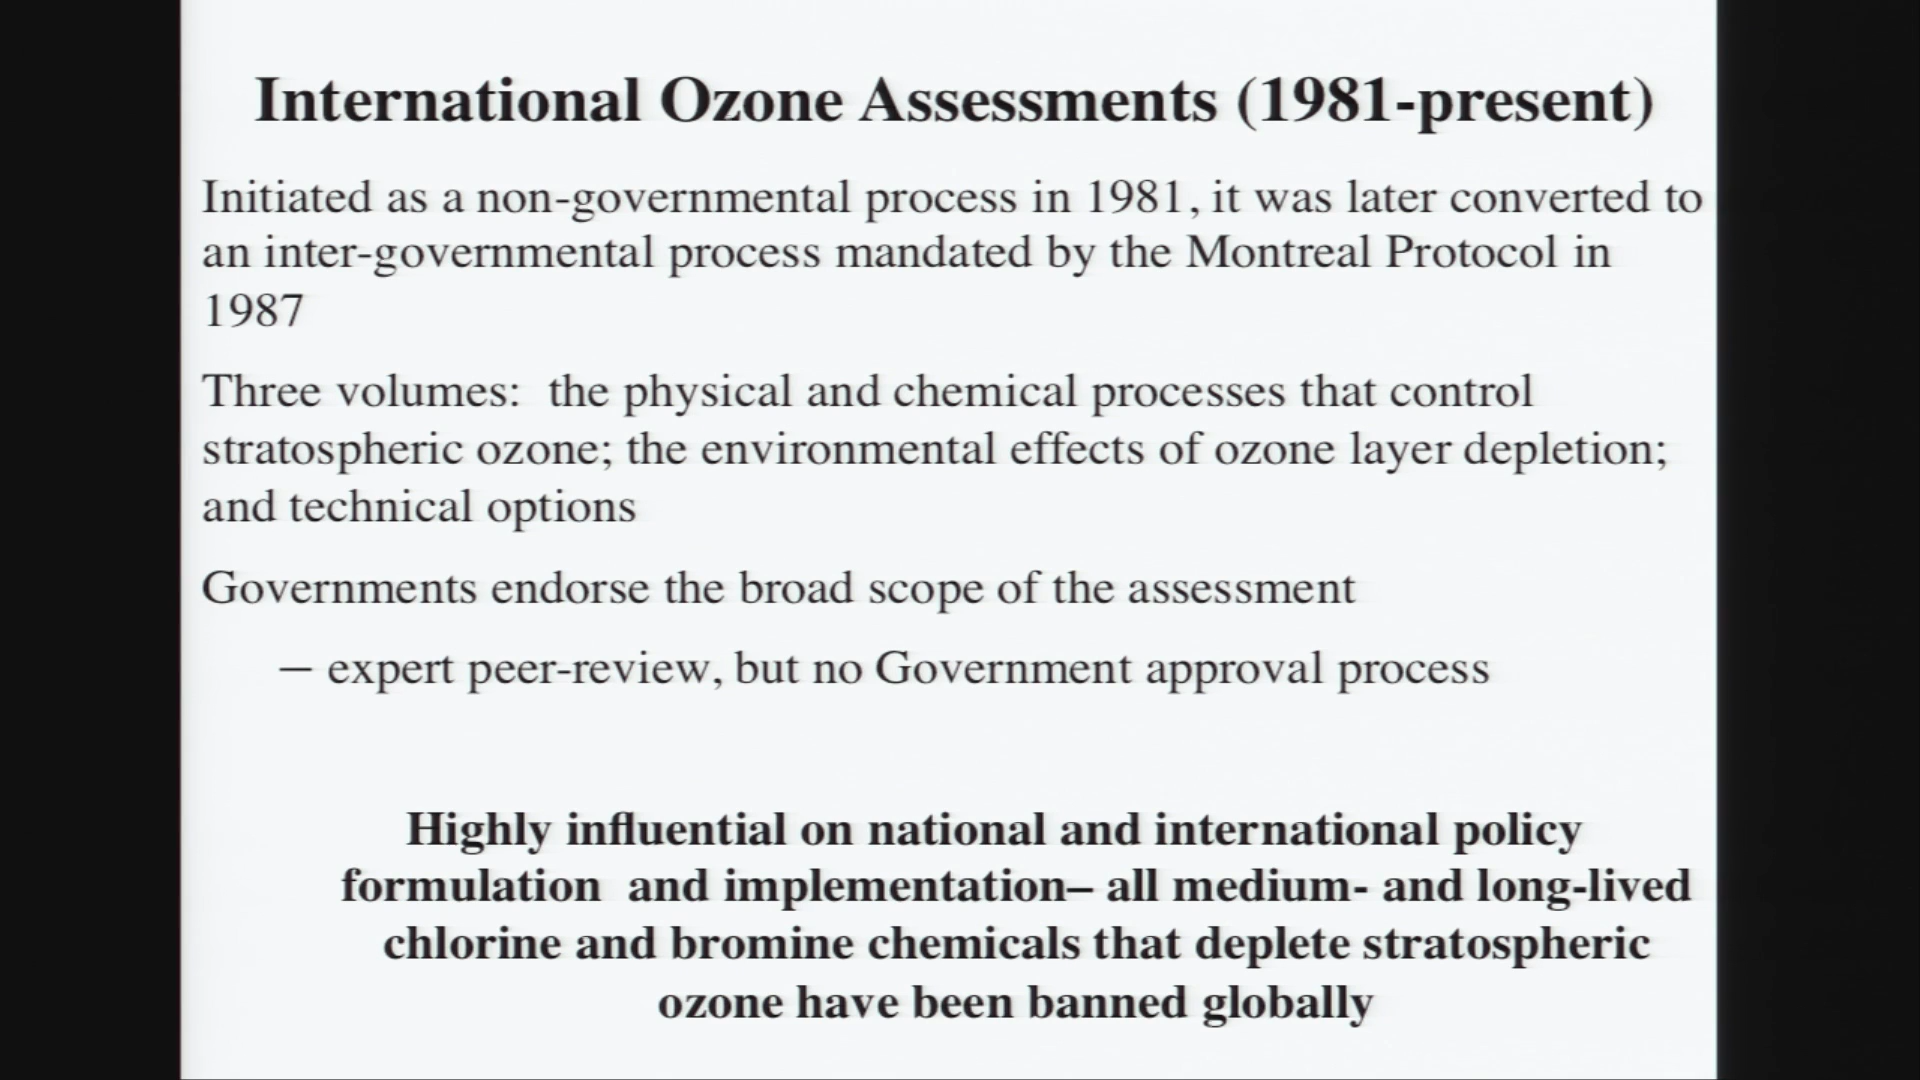 International Ozone Assessments (1981-present)
Initiated as a non-governmental process in 1981, it was later converted to
an inter-governmental process mandated by the Montreal Protocol in
1987
Three volumes:  the physical and chemical processes that control
stratospheric ozone; the environmental effects of ozone layer depletion;
and technical options
Governments endorse the broad scope of the assessment
– expert peer-review, but no Government approval process
Highly influential on national and international policy
formulation  and implementation– all medium- and long-lived
chlorine and bromine chemicals that deplete stratospheric
ozone have been banned globally